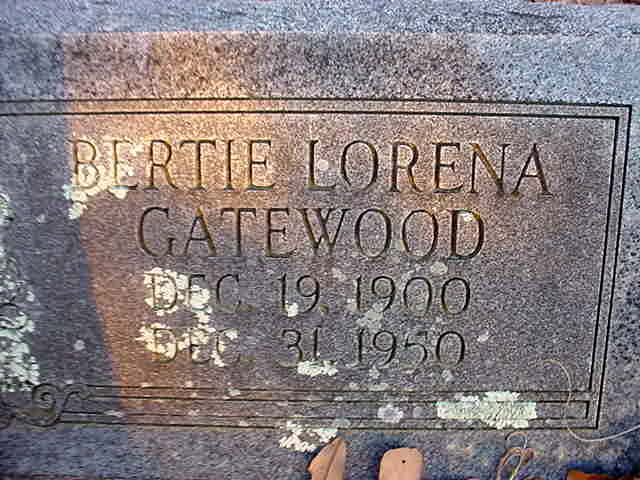 BERTIE LORENA
GATEWOOD
DEC. 19, 1900
DEC. 31, 1950